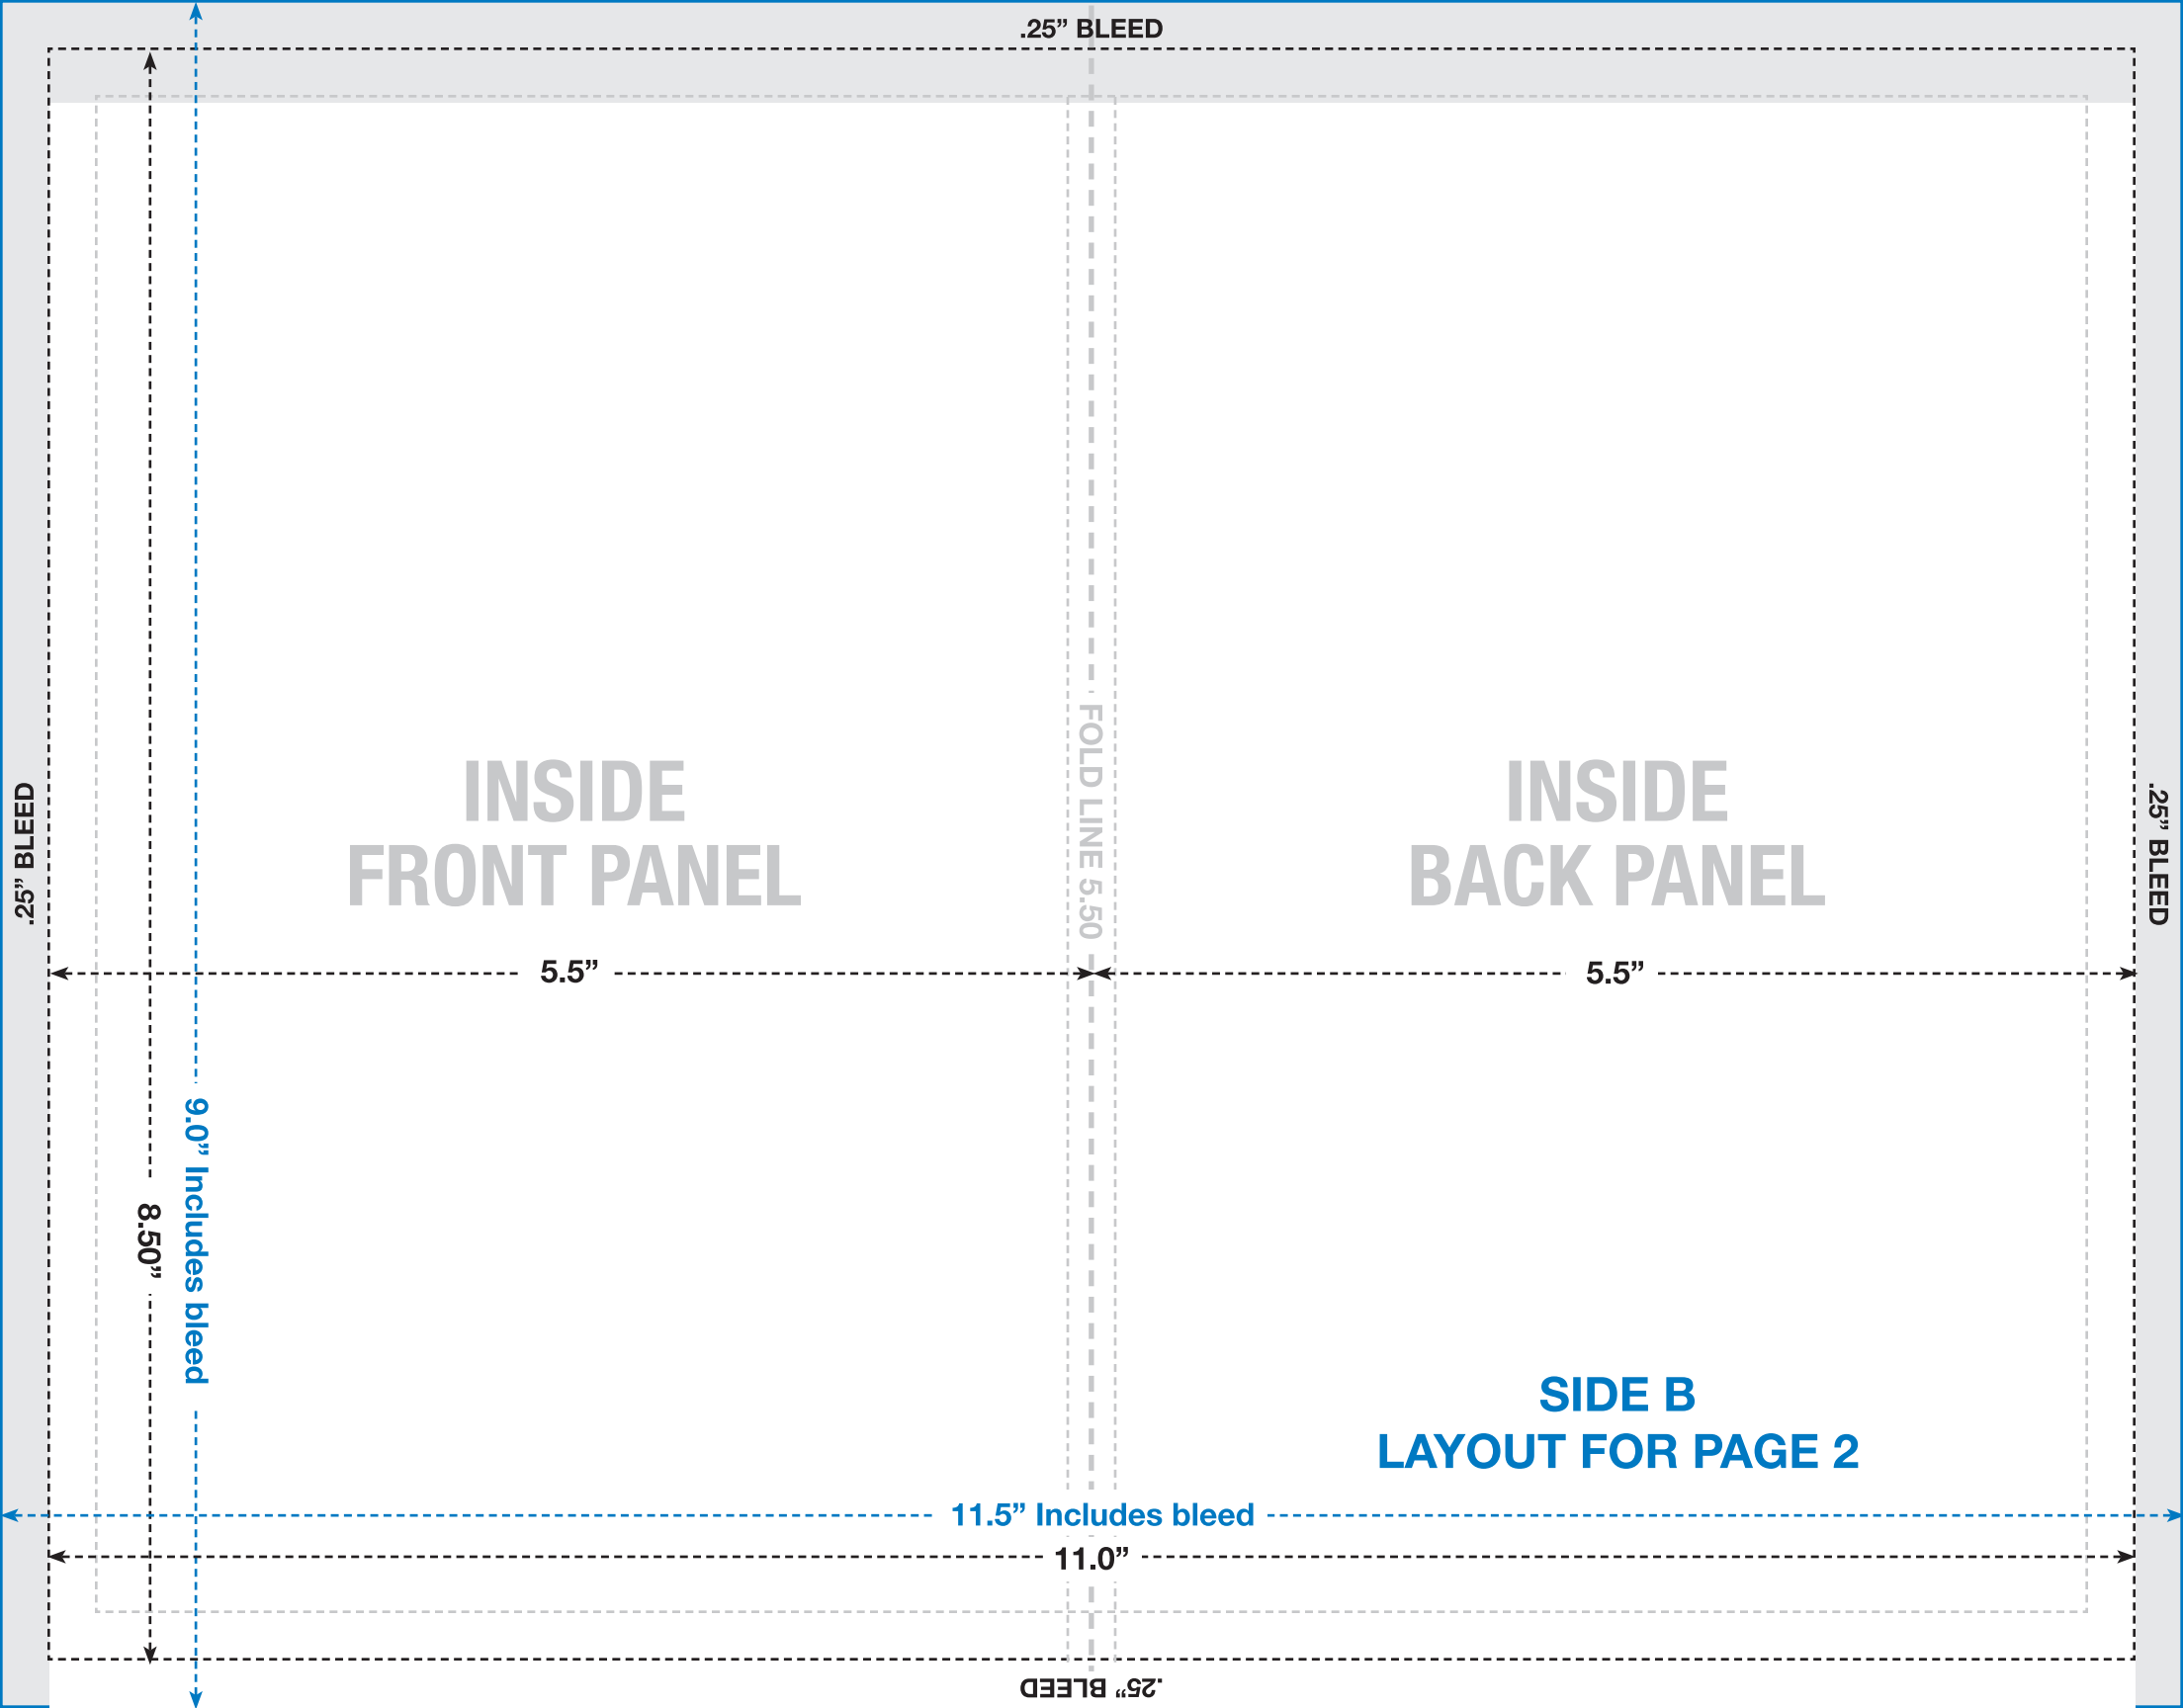 .25” BLEED
FOLD LINE 5.50
INSIDE
FRONT PANEL
INSIDE
BACK PANEL
.25” BLEED
.25” BLEED
5.5”
5.5”
9.0” Includes bleed
8.50”
SIDE B
LAYOUT FOR PAGE 2
11.5” Includes bleed
11.0”
.25” BLEED